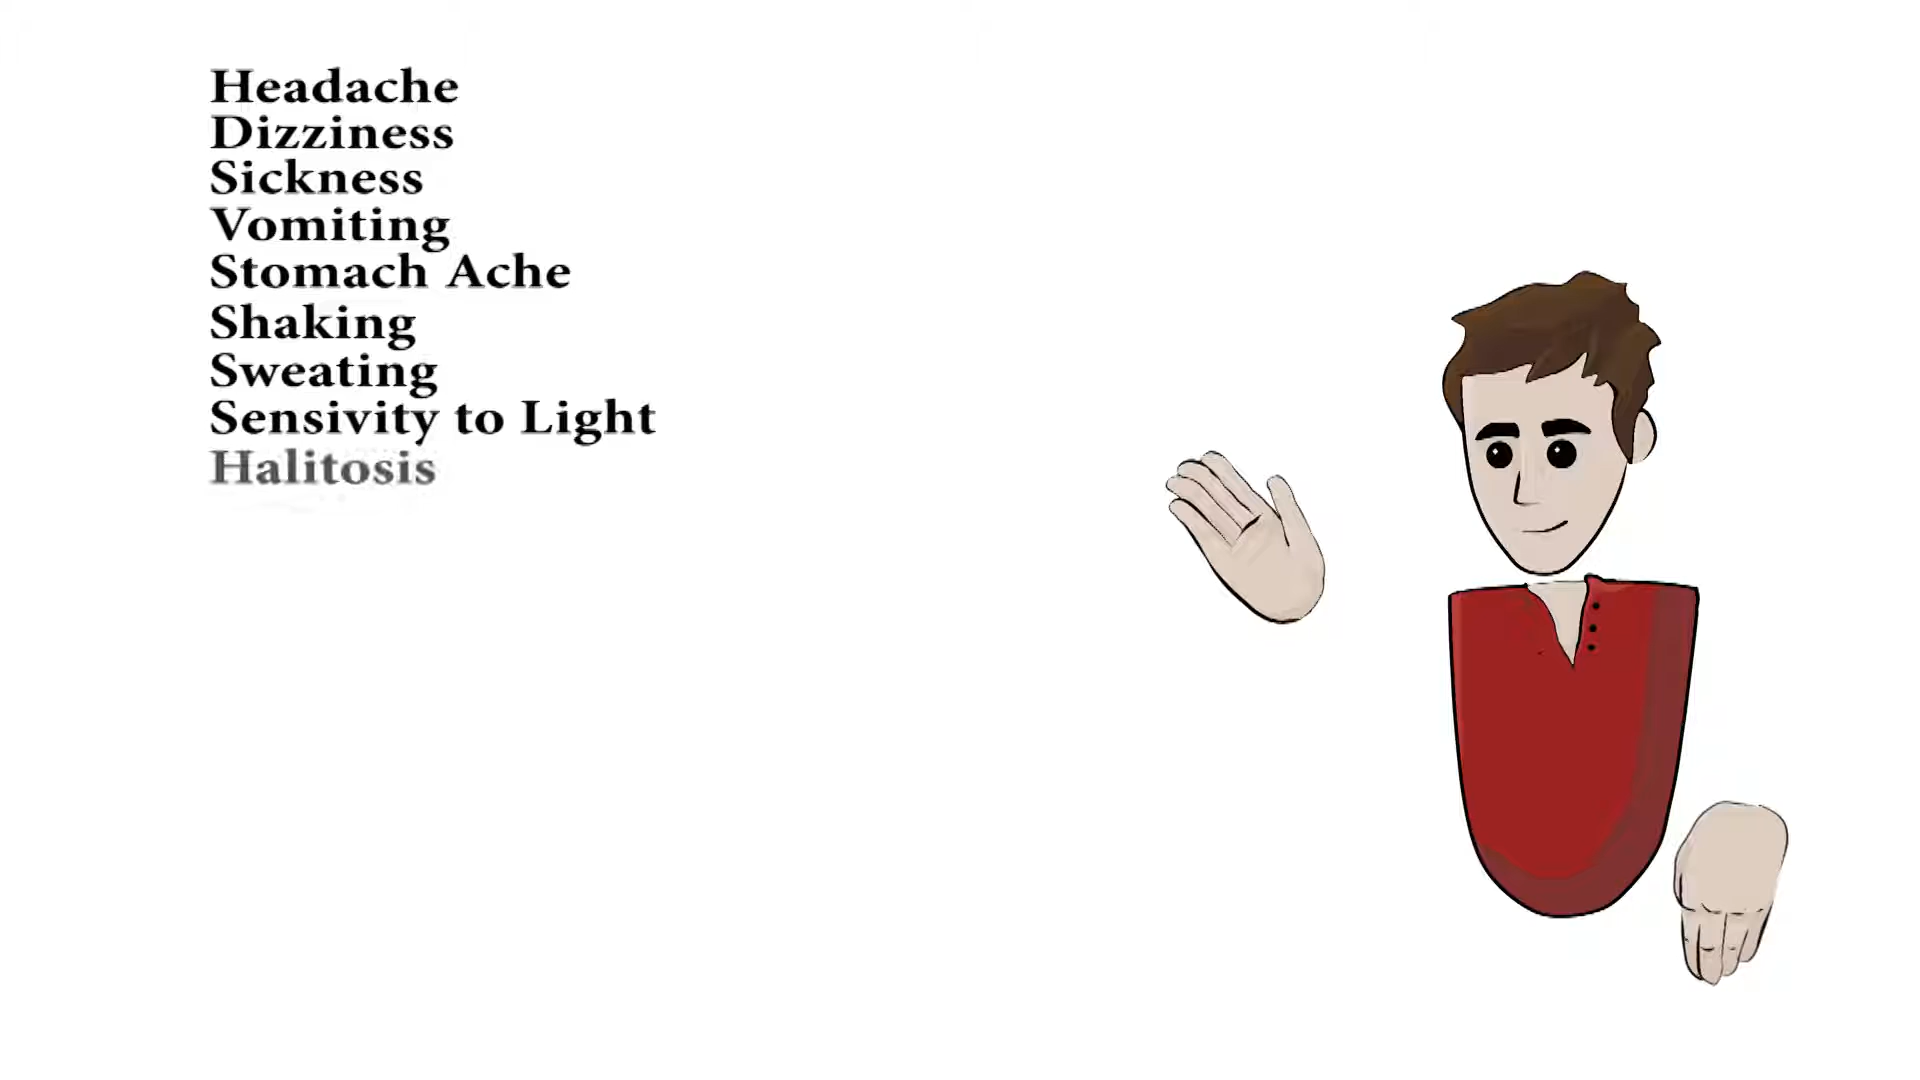 Headache
Dizziness
Sickness
Vomiting
Stomach Ache
Shaking
Sweating
Sensivity to Light
Halitosis